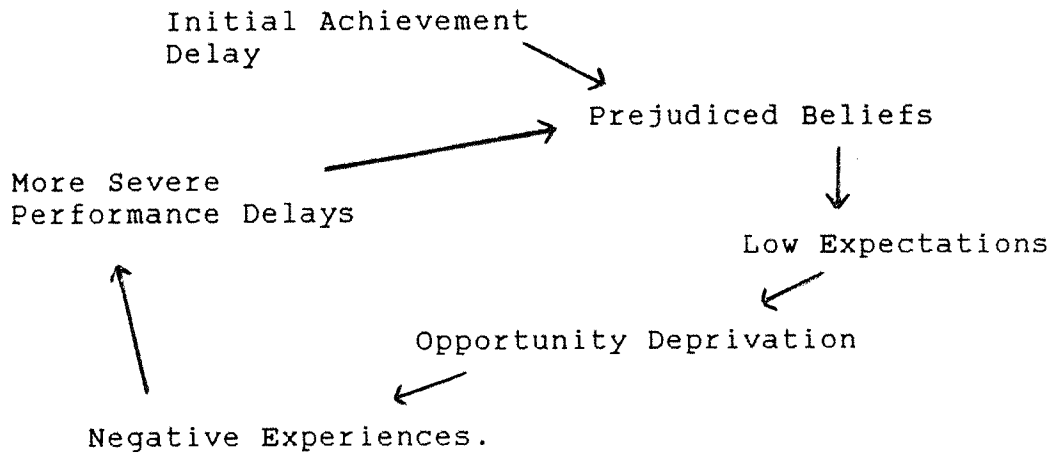 Initial Achievement
Delay
Prejudiced Beliefs
More Severe
Performance Delays
Low Expectations
Opportunity Deprivation
Negative Experiences.